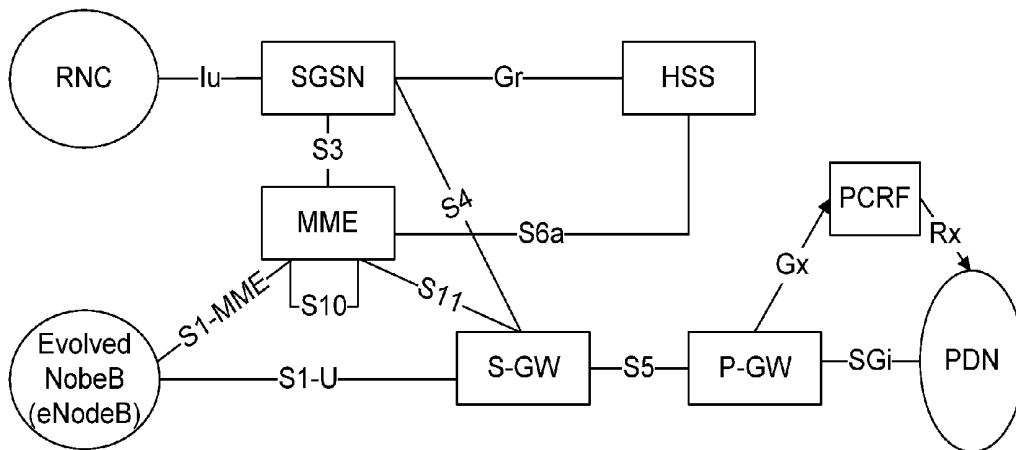 RNC
Iu
SGSN
Gr
HSS
S3
S4
PCRF
MME
S6a
Gx
Rx
S1-MME
S10
S11
Evolved
NobeB
(eNodeB)
S1-U
S-GW
S5
P-GW
SGi
PDN